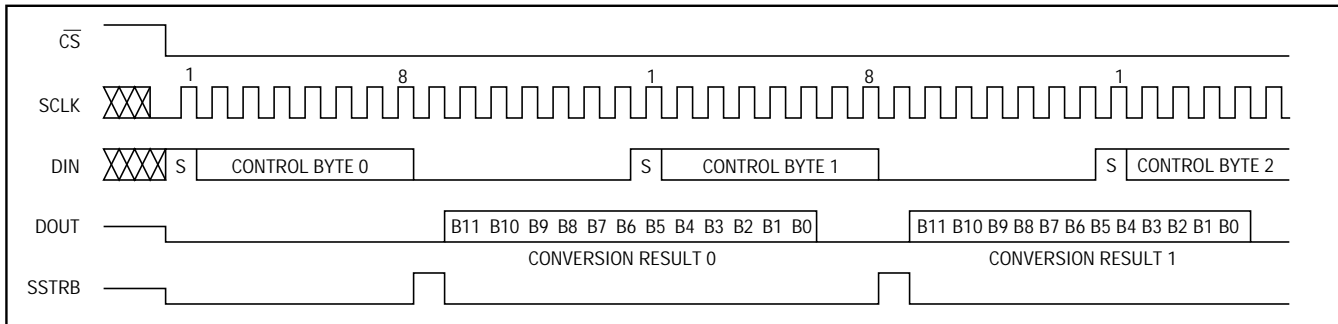 CS
1 8 1 8 1
SCLK
DIN S CONTROL BYTE 0 S CONTROL BYTE 1 S CONTROL BYTE 2
DOUT B11 B10 B9 B8 B7 B6 B5 B4 B3 B2 B1 B0 B11 B10 B9 B8 B7 B6 B5 B4 B3 B2 B1 B0
CONVERSION RESULT 0 CONVERSION RESULT 1
SSTRB